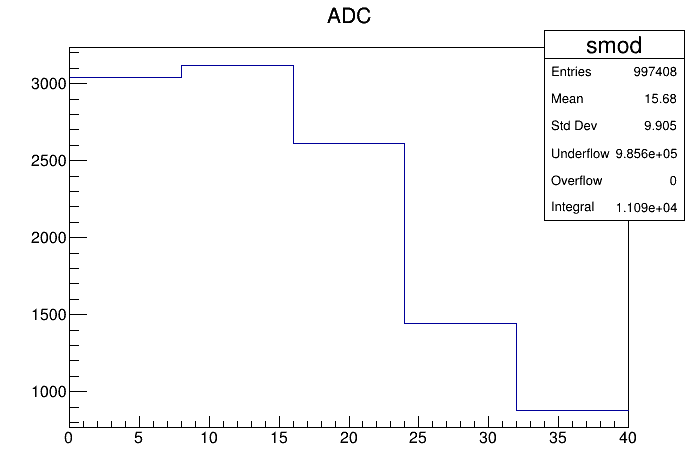 ADC
smod
Entries 997408
Mean 15.68
Std Dev 9.905
Underflow 9.856e+05
Overflow 0
Integral 1.109e+04
3000
2500
2000
1500
1000
0 5 10 15 20 25 30 35 40